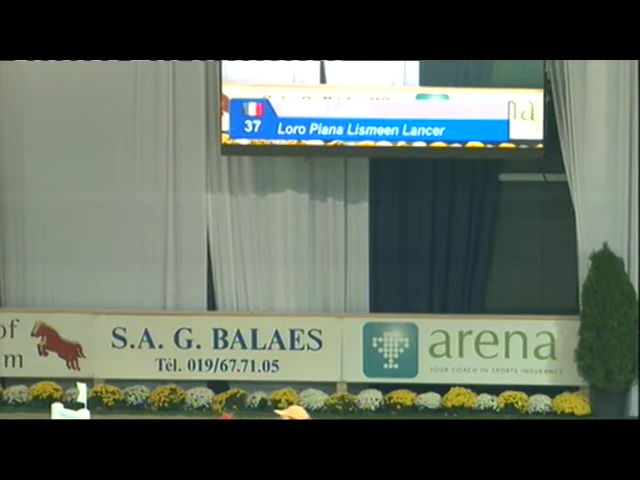 37 Loro Piana Lismeen Lancer
S.A. G. BALAES
Tél. 019/67.71.05
arena
YOUR COACH IN SPORTS INSURANCE
of
m